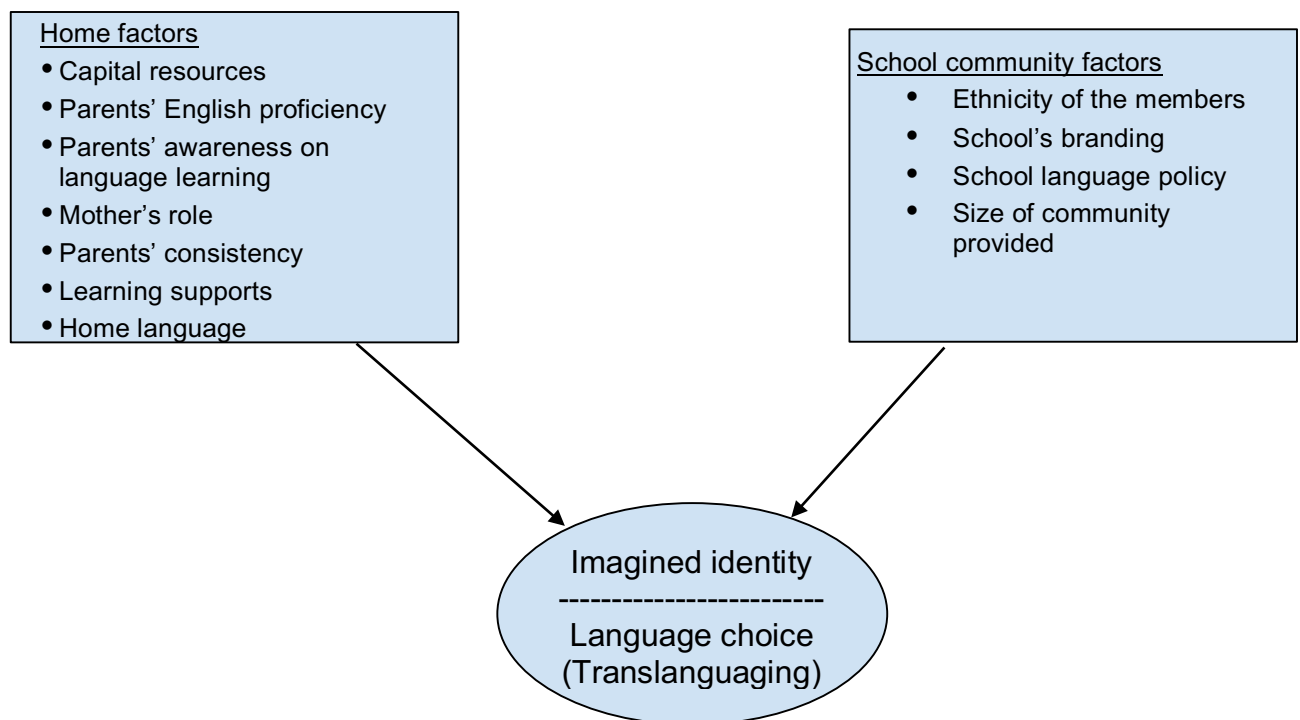 Home factors
• Capital resources
• Parents’ English proficiency
• Parents’ awareness on
language learning
• Mother’s role
• Parents’ consistency
• Learning supports
• Home language
School community factors
• Ethnicity of the members
• School’s branding
• School language policy
• Size of community
provided
Imagined identity
-------------------------
Language choice
(Translanguaging)